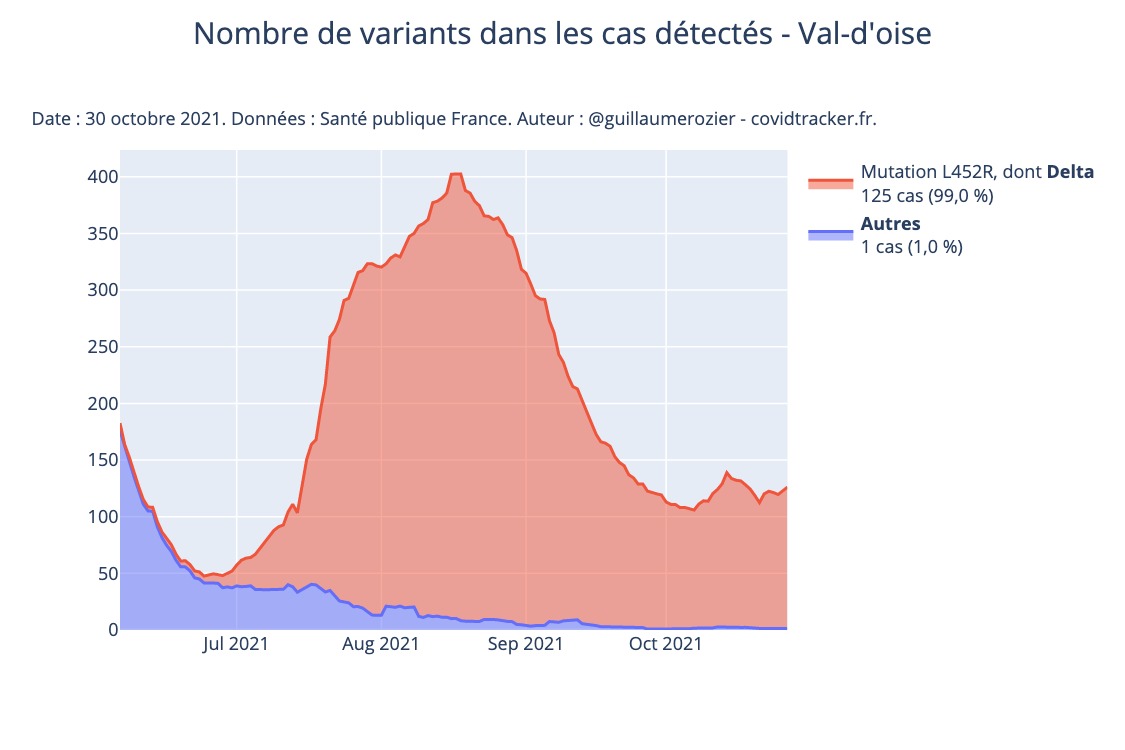 Nombre de variants dans les cas détectés - Val-d'oise
Date : 30 octobre 2021. Données : Santé publique France. Auteur : @guillaumerozier - covidtracker.fr.
Mutation L452R, dont Delta
125 cas (99,0 %)
Autres
1 cas (1,0 %)
400
350
300
250
200
150
100
50
0
Jul 2021 Aug 2021 Sep 2021 Oct 2021